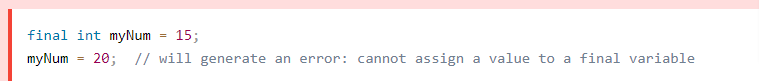 final int myNum = 15;
myNum = 20;  // will generate an error: cannot assign a value to a final variable